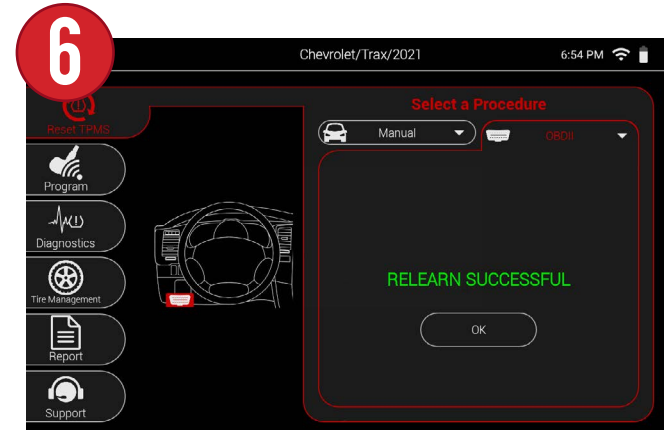 6
Chevrolet/Trax/2021
6:54 PM
Reset TPMS
Program
Diagnostics
Tire Management
Report
Support
Select a Procedure
Manual
OBDII
RELEARN SUCCESSFUL
OK